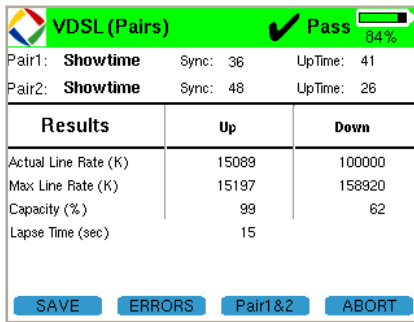 VDSL (Pairs) Pass 84%
Pair1: Showtime Sync: 36 UpTime: 41
Pair2: Showtime Sync: 48 UpTime: 26
Results Up Down
Actual Line Rate (K) 15089 100000
Max Line Rate (K) 15197 158920
Capacity (%) 99 62
Lapse Time (sec) 15
SAVE ERRORS Pair1&2 ABORT